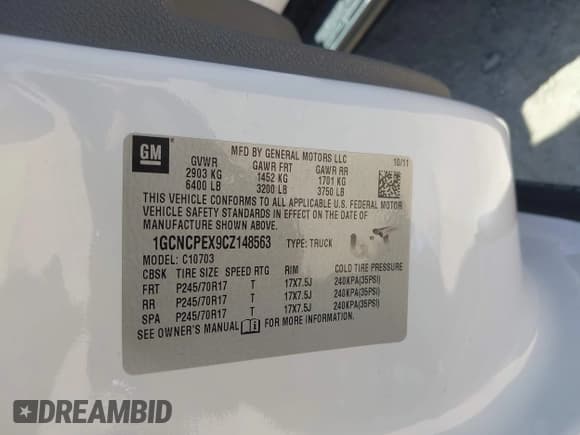 GM
MFD BY GENERAL MOTORS LLC 10/11
GVWR GAWR FRT GAWR RR
2903 KG 1452 KG 1701 KG
6400 LB 3200 LB 3750 LB
THIS VEHICLE CONFORMS TO ALL APPLICABLE U.S. FEDERAL MOTOR
VEHICLE SAFETY STANDARDS IN EFFECT ON THE DATE OF
MANUFACTURE SHOWN ABOVE.
1GCNCPEX9CZ148563 TYPE: TRUCK
MODEL: C10703
CBSK TIRE SIZE SPEED RTG RIM COLD TIRE PRESSURE
FRT P245/70R17 T 17X7.5J 240KPA(35PSI)
RR P245/70R17 T 17X7.5J 240KPA(35PSI)
SPA P245/70R17 T 17X7.5J 240KPA(35PSI)
SEE OWNER'S MANUAL FOR MORE INFORMATION.
DREAMBID